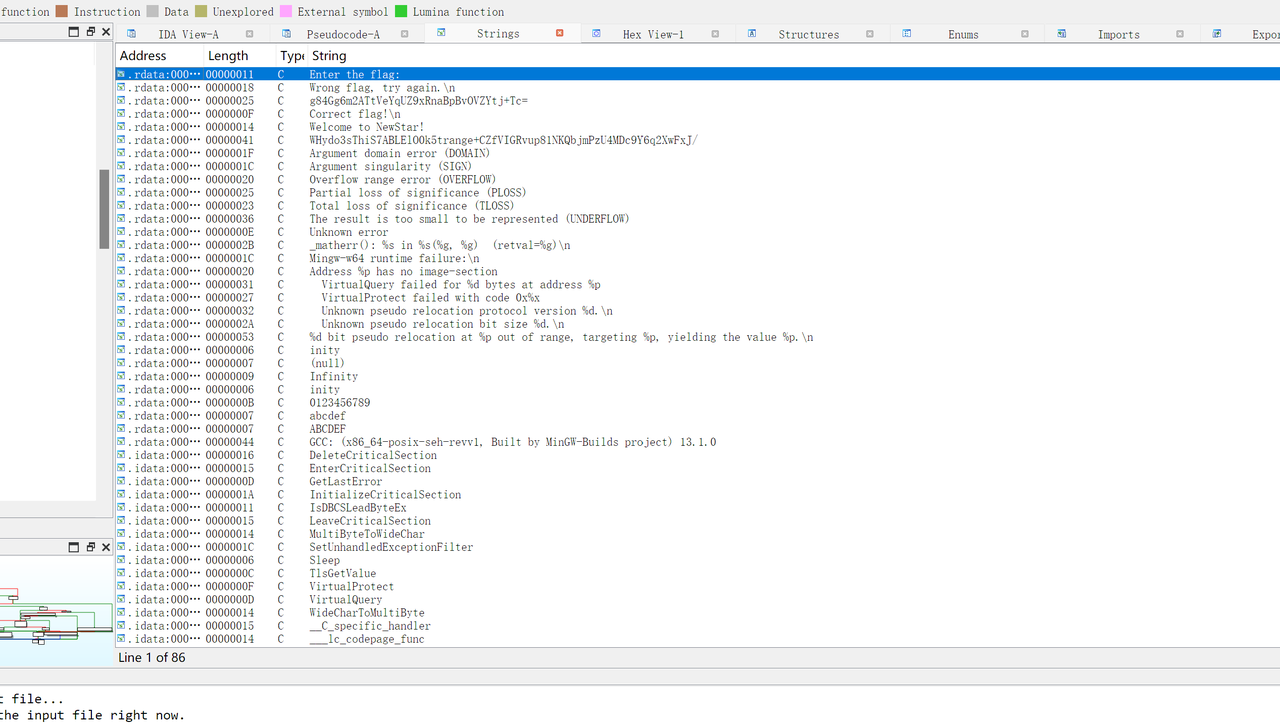 function Instruction Data Unexplored External symbol Lumina function
IDA View-A Pseudocode-A Strings Hex View-1 Structures Enums Imports Expor
Address Length Type String
.rdata:000… 00000011 C Enter the flag:
.rdata:000… 00000018 C Wrong flag, try again.\n
.rdata:000… 00000025 C g84Gg6m2ATtVeYqUZ9xRnaBpBvOVZYtj+Tc=
.rdata:000… 0000000F C Correct flag!\n
.rdata:000… 00000014 C Welcome to NewStar!
.rdata:000… 00000041 C WHydo3sThiS7ABLElO0k5trange+CZfVIGRvup81NKQbjmPzU4MDc9Y6q2XwFxJ/
.rdata:000… 0000001F C Argument domain error (DOMAIN)
.rdata:000… 0000001C C Argument singularity (SIGN)
.rdata:000… 00000020 C Overflow range error (OVERFLOW)
.rdata:000… 00000025 C Partial loss of significance (PLOSS)
.rdata:000… 00000023 C Total loss of significance (TLOSS)
.rdata:000… 00000036 C The result is too small to be represented (UNDERFLOW)
.rdata:000… 0000000E C Unknown error
.rdata:000… 0000002B C _matherr(): %s in %s(%g, %g)  (retval=%g)\n
.rdata:000… 0000001C C Mingw-w64 runtime failure:\n
.rdata:000… 00000020 C Address %p has no image-section
.rdata:000… 00000031 C   VirtualQuery failed for %d bytes at address %p
.rdata:000… 00000027 C   VirtualProtect failed with code 0x%x
.rdata:000… 00000032 C   Unknown pseudo relocation protocol version %d.\n
.rdata:000… 0000002A C   Unknown pseudo relocation bit size %d.\n
.rdata:000… 00000053 C %d bit pseudo relocation at %p out of range, targeting %p, yielding the value %p.\n
.rdata:000… 00000006 C inity
.rdata:000… 00000007 C (null)
.rdata:000… 00000009 C Infinity
.rdata:000… 00000006 C inity
.rdata:000… 0000000B C 0123456789
.rdata:000… 00000007 C abcdef
.rdata:000… 00000007 C ABCDEF
.rdata:000… 00000044 C GCC: (x86_64-posix-seh-rev1, Built by MinGW-Builds project) 13.1.0
.idata:000… 00000016 C DeleteCriticalSection
.idata:000… 00000015 C EnterCriticalSection
.idata:000… 0000000D C GetLastError
.idata:000… 0000001A C InitializeCriticalSection
.idata:000… 00000011 C IsDBCSLeadByteEx
.idata:000… 00000015 C LeaveCriticalSection
.idata:000… 00000014 C MultiByteToWideChar
.idata:000… 0000001C C SetUnhandledExceptionFilter
.idata:000… 00000006 C Sleep
.idata:000… 0000000C C TlsGetValue
.idata:000… 0000000F C VirtualProtect
.idata:000… 0000000D C VirtualQuery
.idata:000… 00000014 C WideCharToMultiByte
.idata:000… 00000015 C __C_specific_handler
.idata:000… 00000014 C ___lc_codepage_func
Line 1 of 86
t file...
the input file right now.